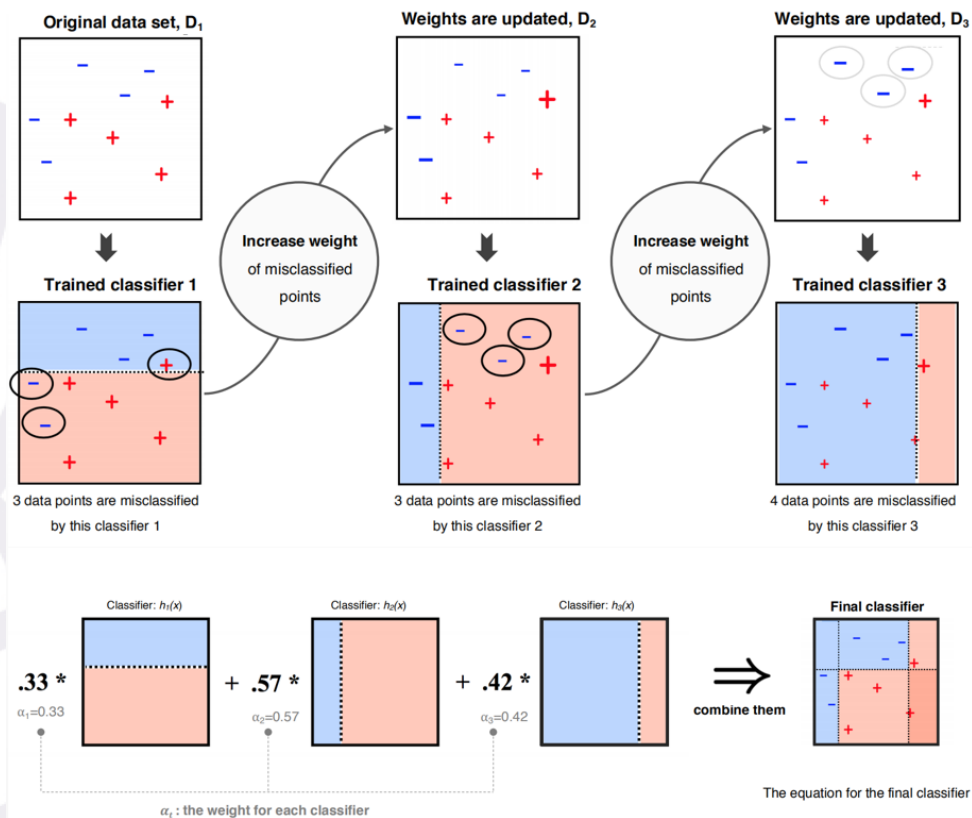 Original data set, D₁
Weights are updated, D₂
Weights are updated, D₃
Increase weight
of misclassified
points
Increase weight
of misclassified
points
Trained classifier 1
Trained classifier 2
Trained classifier 3
3 data points are misclassified
by this classifier 1
3 data points are misclassified
by this classifier 2
4 data points are misclassified
by this classifier 3
Classifier: h₁(x)
Classifier: h₂(x)
Classifier: h₃(x)
Final classifier
.33 * + .57 * + .42 * ⇒
α₁=0.33
α₂=0.57
α₃=0.42
combine them
αₜ : the weight for each classifier
The equation for the final classifier